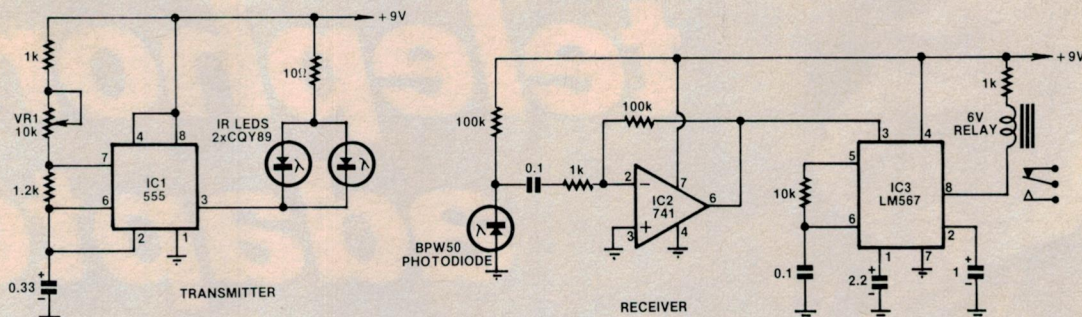 +9V
1k
VR1
10k
10Ω
IR LEDS
2xCQY89
4
8
7
IC1
555
1.2k
6
3
2
1
0.33
+
−
TRANSMITTER
+9V
100k
100k
0.1
1k
2
−
7
IC2
741
6
+
3
4
BPW50
PHOTODIODE
λ
λ
λ
RECEIVER
1k
6V
RELAY
3
4
5
IC3
LM567
8
10k
6
2
1
7
0.1
2.2
+
−
1
+
−